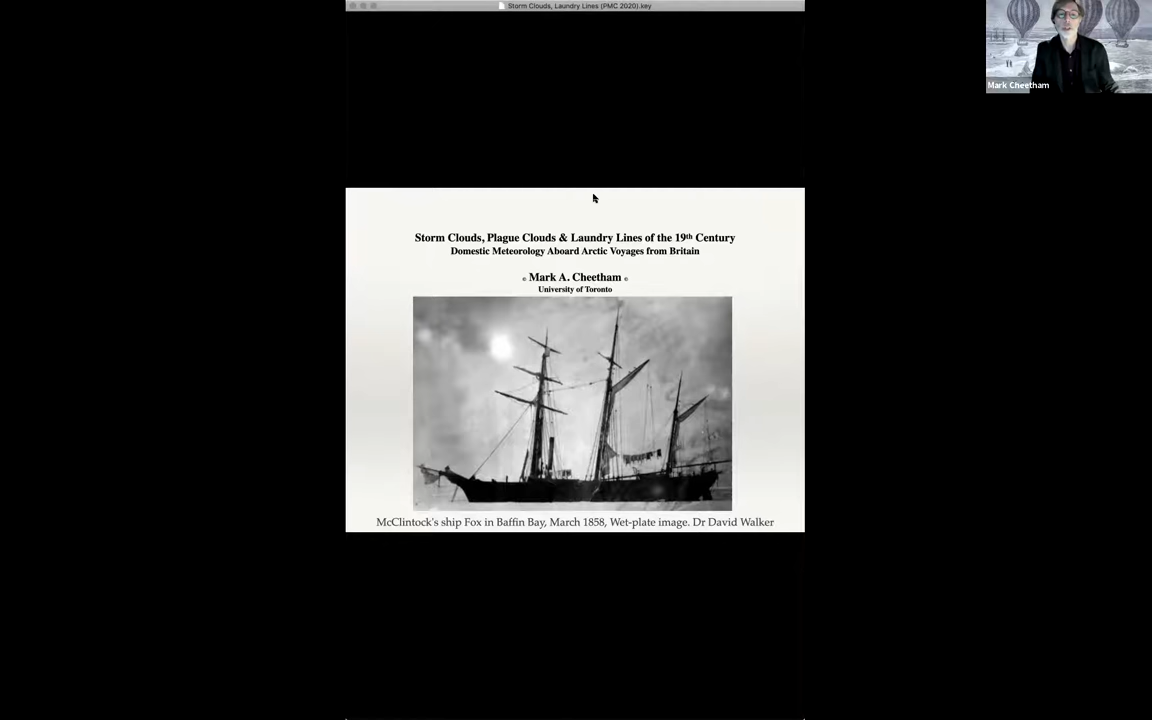 Storm Clouds, Laundry Lines (PMC 2020).key
Mark Cheetham
Storm Clouds, Plague Clouds & Laundry Lines of the 19th Century
Domestic Meteorology Aboard Arctic Voyages from Britain
© Mark A. Cheetham ©
University of Toronto
McClintock's ship Fox in Baffin Bay, March 1858, Wet-plate image. Dr David Walker